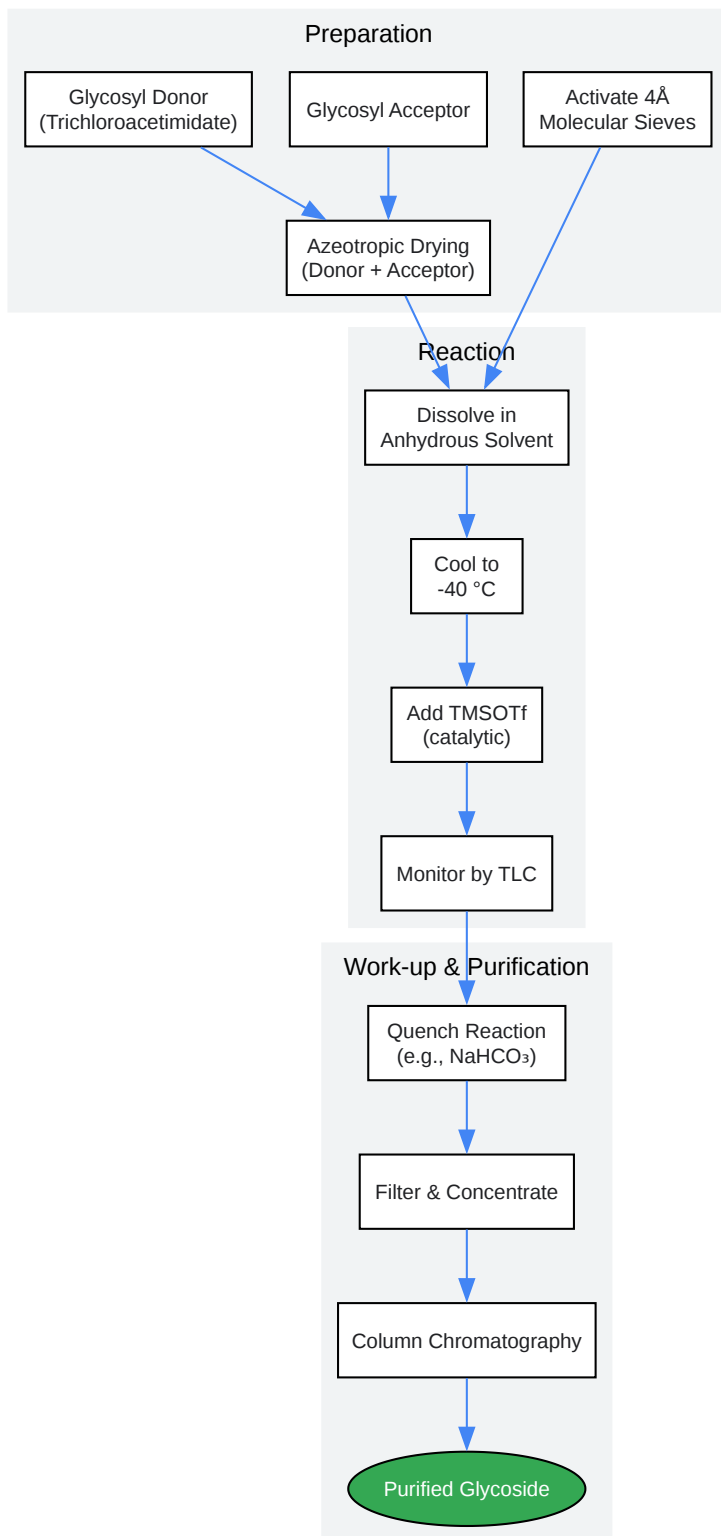 Preparation
Glycosyl Donor
(Trichloroacetimidate)
Glycosyl Acceptor
Activate 4Å
Molecular Sieves
Azeotropic Drying
(Donor + Acceptor)
Reaction
Dissolve in
Anhydrous Solvent
Cool to
-40 °C
Add TMSOTf
(catalytic)
Monitor by TLC
Work-up & Purification
Quench Reaction
(e.g., NaHCO₃)
Filter & Concentrate
Column Chromatography
Purified Glycoside